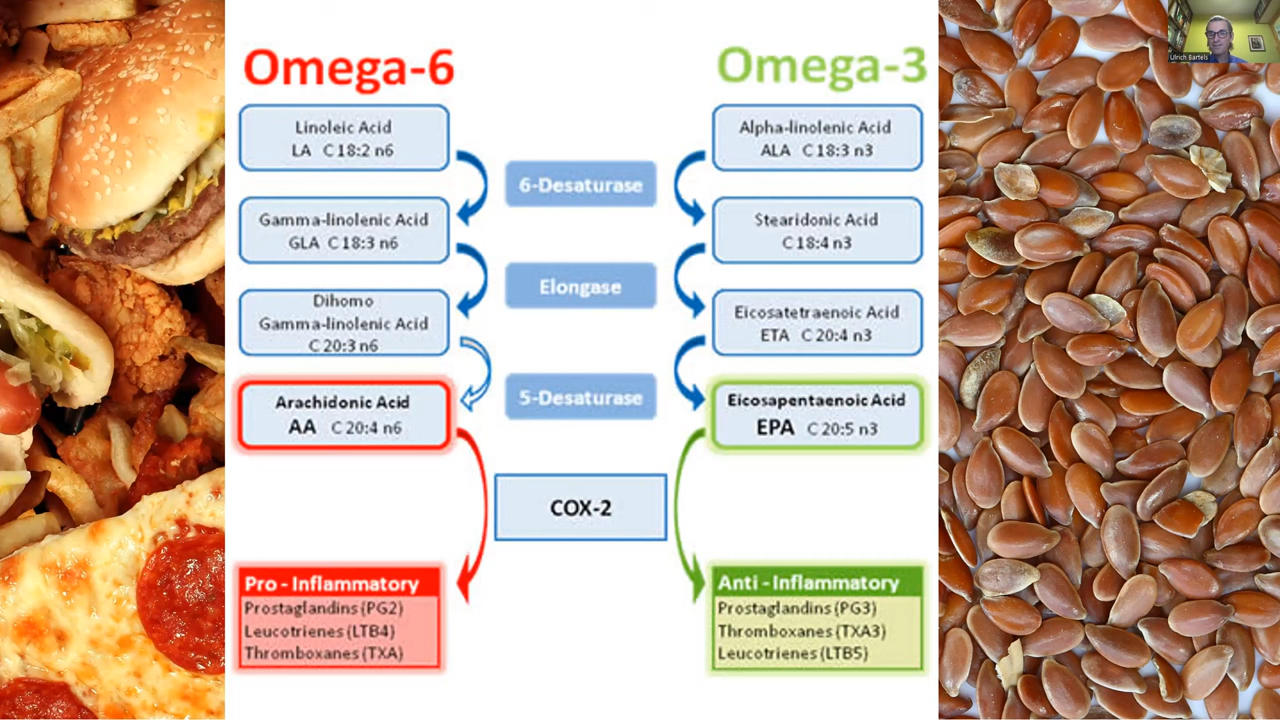 Omega-6
Linoleic Acid
LA C 18:2 n6
Gamma-linolenic Acid
GLA C 18:3 n6
Dihomo
Gamma-linolenic Acid
C 20:3 n6
Arachidonic Acid
AA C 20:4 n6
Pro - Inflammatory
Prostaglandins (PG2)
Leucotrienes (LTB4)
Thromboxanes (TXA)
6-Desaturase
Elongase
5-Desaturase
COX-2
Omega-3
Alpha-linolenic Acid
ALA C 18:3 n3
Stearidonic Acid
C 18:4 n3
Eicosatetraenoic Acid
ETA C 20:4 n3
Eicosapentaenoic Acid
EPA C 20:5 n3
Anti - Inflammatory
Prostaglandins (PG3)
Thromboxanes (TXA3)
Leucotrienes (LTB5)
Ulrich Bartels